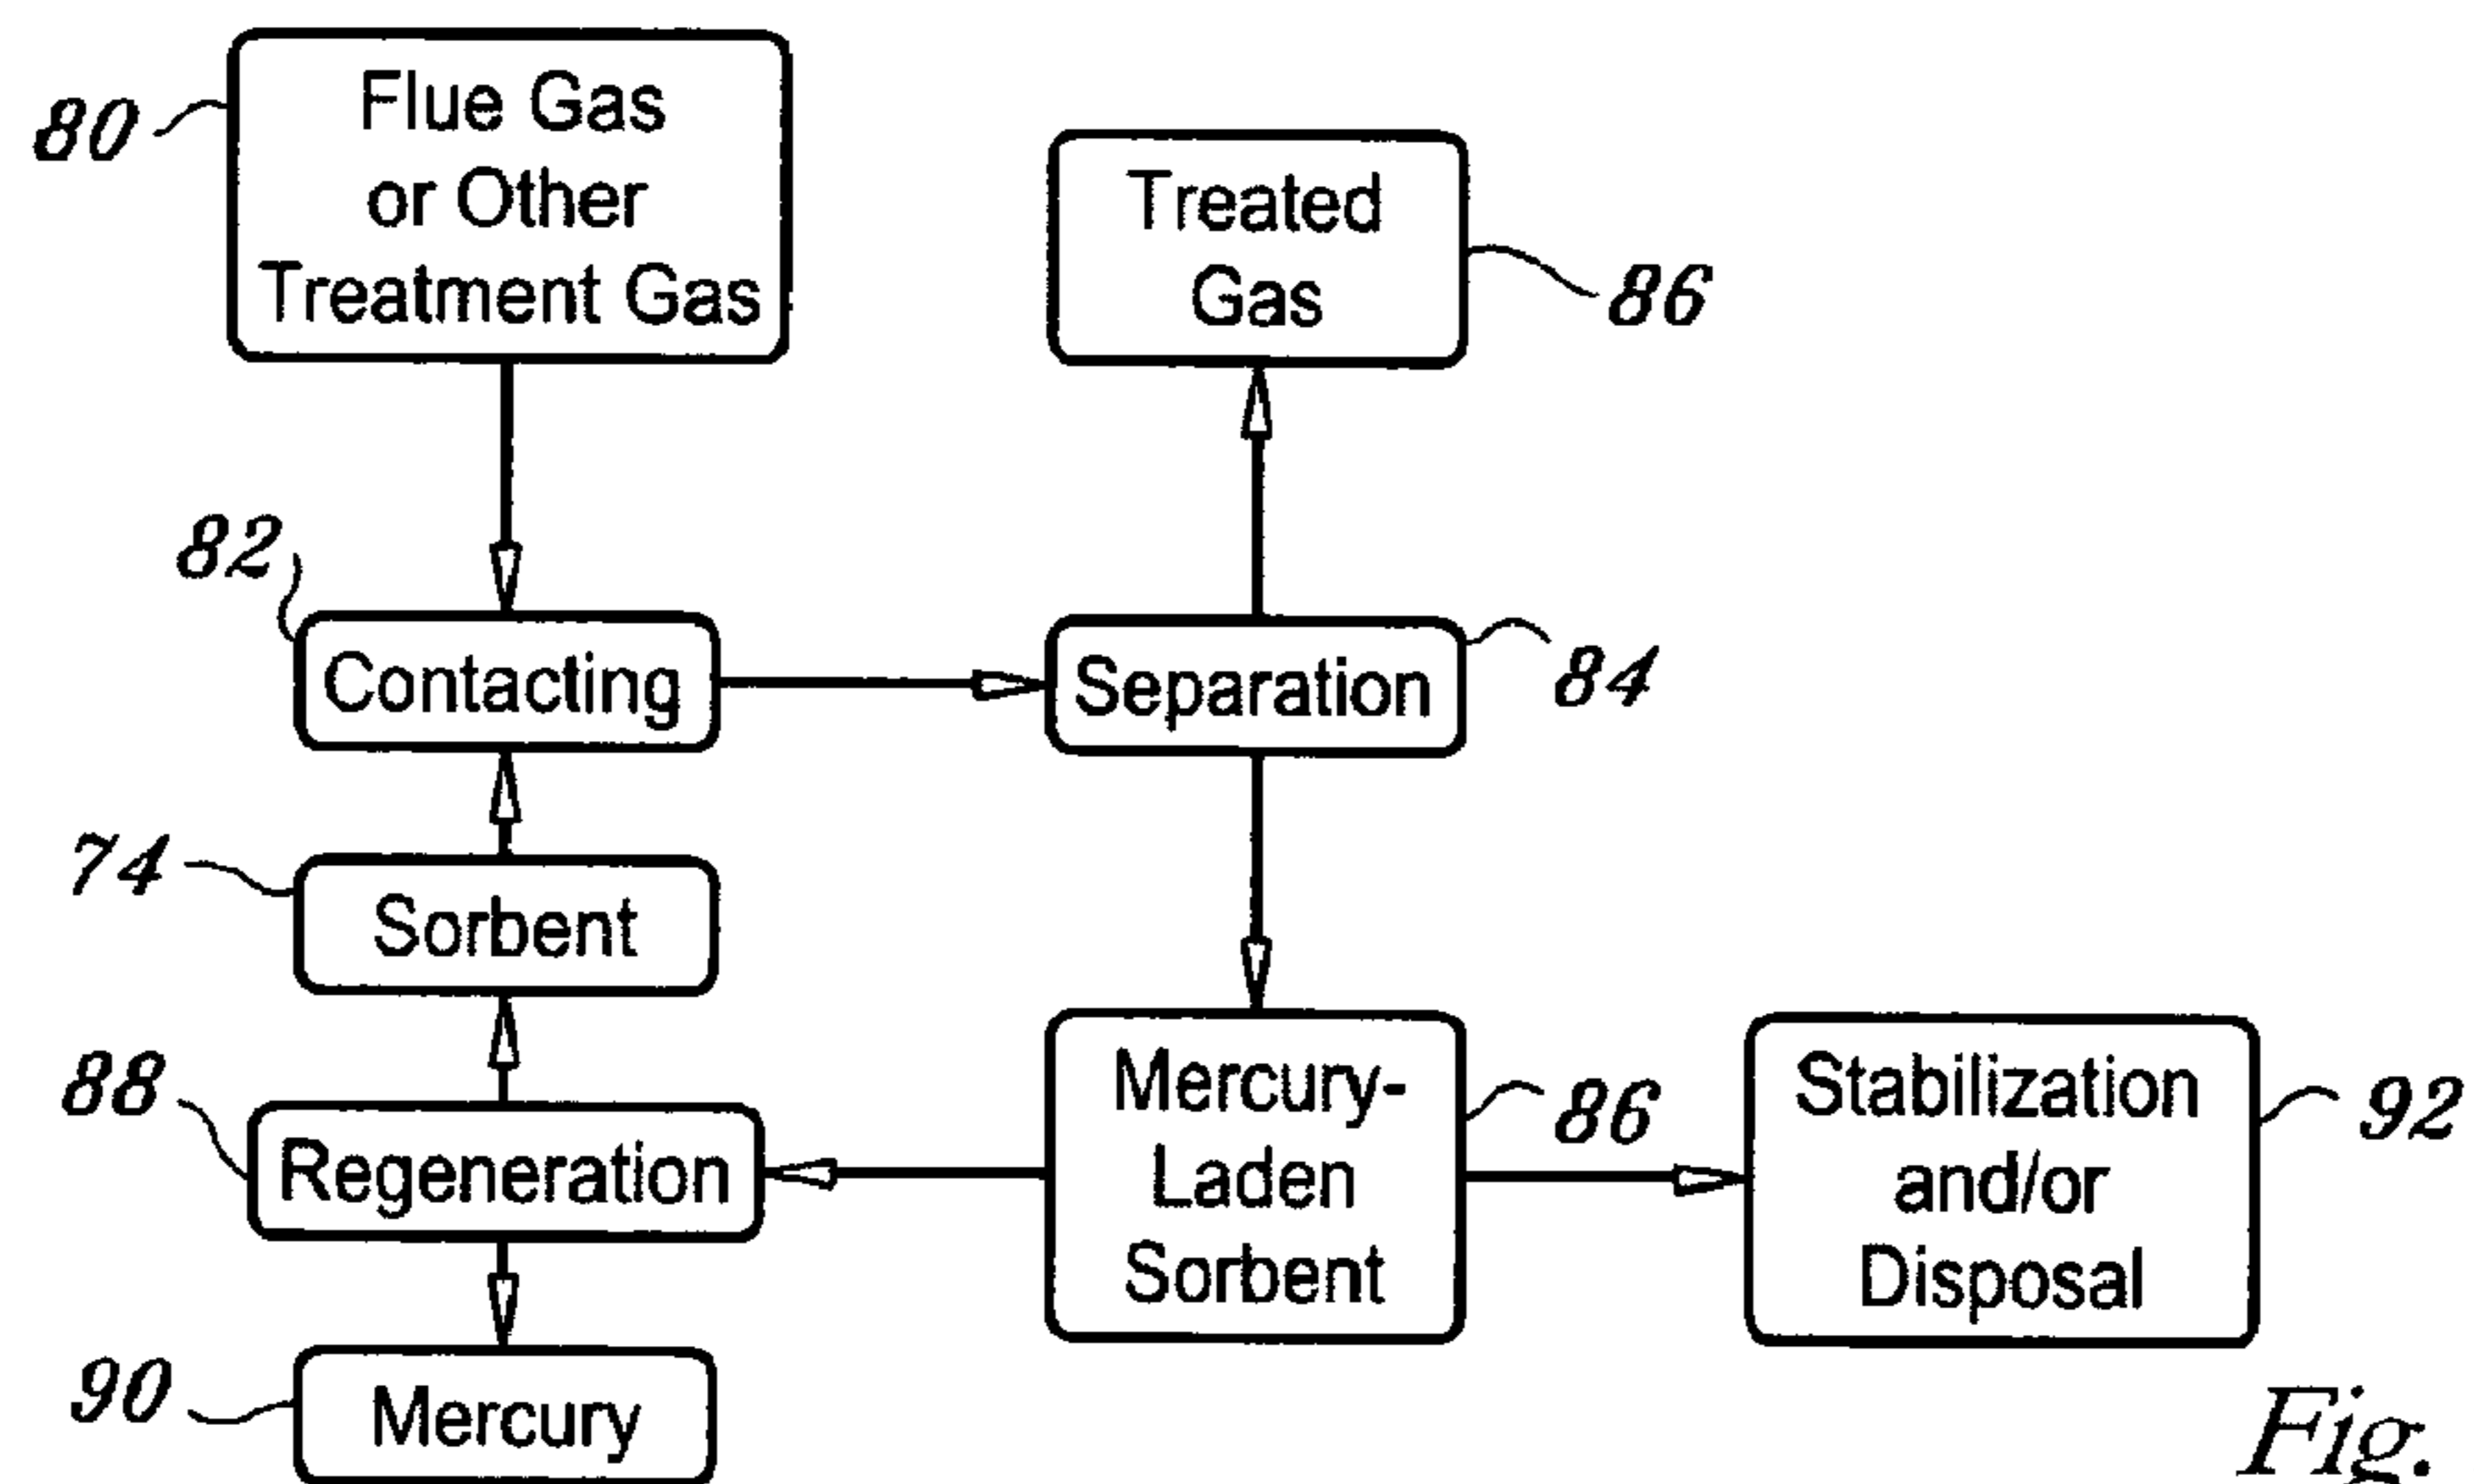 80
Flue Gas
or Other
Treatment Gas
Treated
Gas
86
82
Contacting
Separation
84
74
Sorbent
88
Regeneration
Mercury-
Laden
Sorbent
86
Stabilization
and/or
Disposal
92
90
Mercury
Fig.